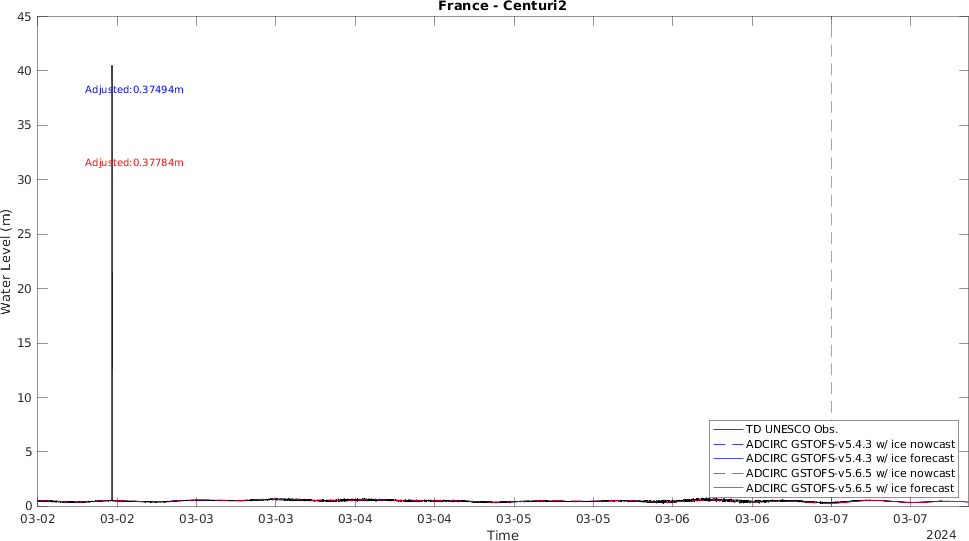 France - Centuri2
45
40
35
30
25
20
15
10
5
0
Water Level (m)
Adjusted:0.37494m
Adjusted:0.37784m
TD UNESCO Obs.
ADCIRC GSTOFS-v5.4.3 w/ ice nowcast
ADCIRC GSTOFS-v5.4.3 w/ ice forecast
ADCIRC GSTOFS-v5.6.5 w/ ice nowcast
ADCIRC GSTOFS-v5.6.5 w/ ice forecast
03-02 03-02 03-03 03-03 03-04 03-04 03-05 03-05 03-06 03-06 03-07 03-07
Time
2024